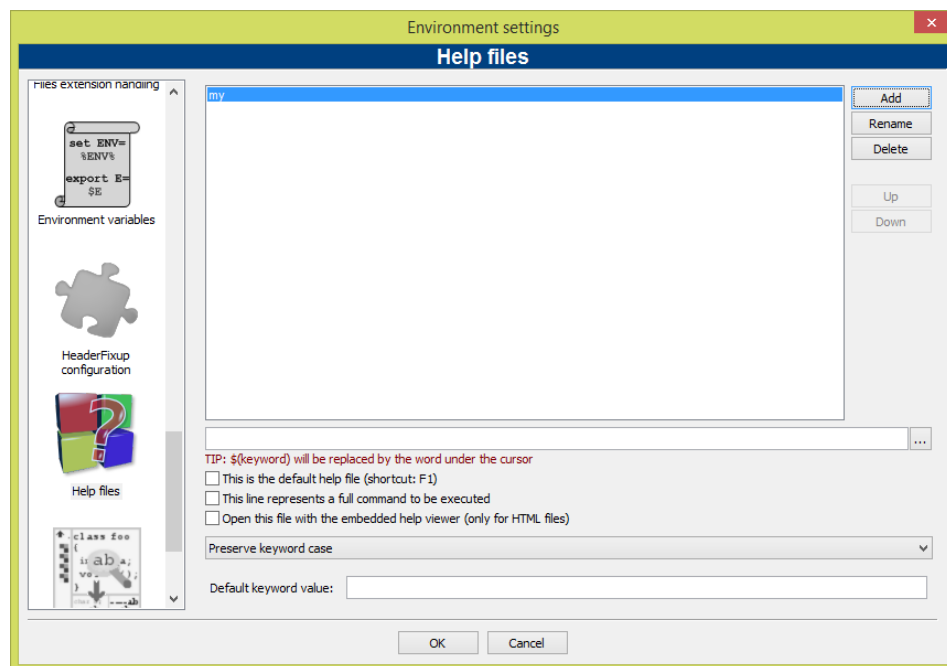 Environment settings
Help files
Files extension handling
set ENV=
%ENV%
export E=
$E
Environment variables
HeaderFixup
configuration
?
Help files
class foo
{
ab
}
my
Add
Rename
Delete
Up
Down
...
TIP: $(keyword) will be replaced by the word under the cursor
This is the default help file (shortcut: F1)
This line represents a full command to be executed
Open this file with the embedded help viewer (only for HTML files)
Preserve keyword case
Default keyword value:
OK
Cancel